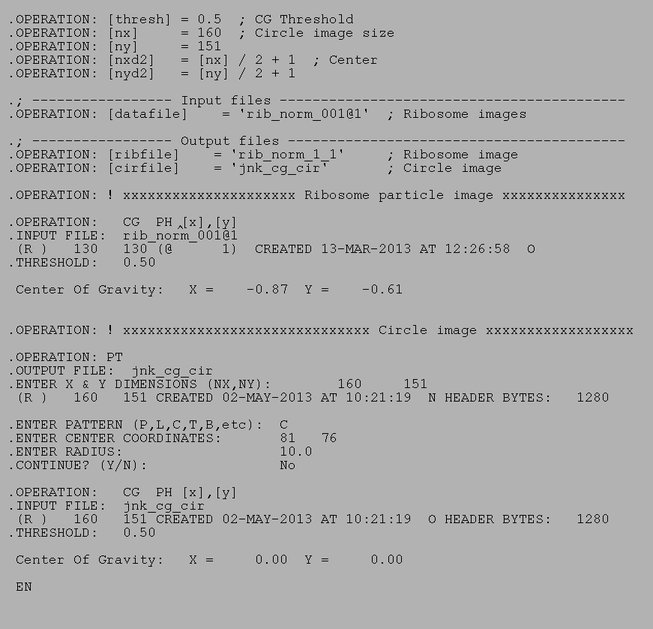 .OPERATION: [thresh] = 0.5  ; CG Threshold
.OPERATION: [nx]     = 160  ; Circle image size
.OPERATION: [ny]     = 151
.OPERATION: [nxd2]   = [nx] / 2 + 1  ; Center
.OPERATION: [nyd2]   = [ny] / 2 + 1
.; ----------------- Input files ------------------------------------------
.OPERATION: [datafile]    = 'rib_norm_001@1'  ; Ribosome images
.; ----------------- Output files -----------------------------------------
.OPERATION: [ribfile]    = 'rib_norm_1_1'     ; Ribosome image
.OPERATION: [cirfile]    = 'jnk_cg_cir'       ; Circle image
.OPERATION: ! xxxxxxxxxxxxxxxxxxxxxx Ribosome particle image xxxxxxxxxxxxxxx
.OPERATION:   CG  PH [x],[y]
.INPUT FILE:  rib_norm_001@1
 (R )   130   130 (@      1)  CREATED 13-MAR-2013 AT 12:26:58  O
.THRESHOLD:   0.50
 Center Of Gravity:   X =    -0.87  Y =    -0.61
.OPERATION: ! xxxxxxxxxxxxxxxxxxxxxxxxxxxxxx Circle image xxxxxxxxxxxxxxxxxx
.OPERATION: PT
.OUTPUT FILE:  jnk_cg_cir
.ENTER X & Y DIMENSIONS (NX,NY):        160     151
 (R )   160   151 CREATED 02-MAY-2013 AT 10:21:19  N HEADER BYTES:   1280
.ENTER PATTERN (P,L,C,T,B,etc):  C
.ENTER CENTER COORDINATES:       81   76
.ENTER RADIUS:                   10.0
.CONTINUE? (Y/N):                No
.OPERATION:   CG  PH [x],[y]
.INPUT FILE:  jnk_cg_cir
 (R )   160   151 CREATED 02-MAY-2013 AT 10:21:19  O HEADER BYTES:   1280
.THRESHOLD:   0.50
 Center Of Gravity:   X =     0.00  Y =     0.00
 EN